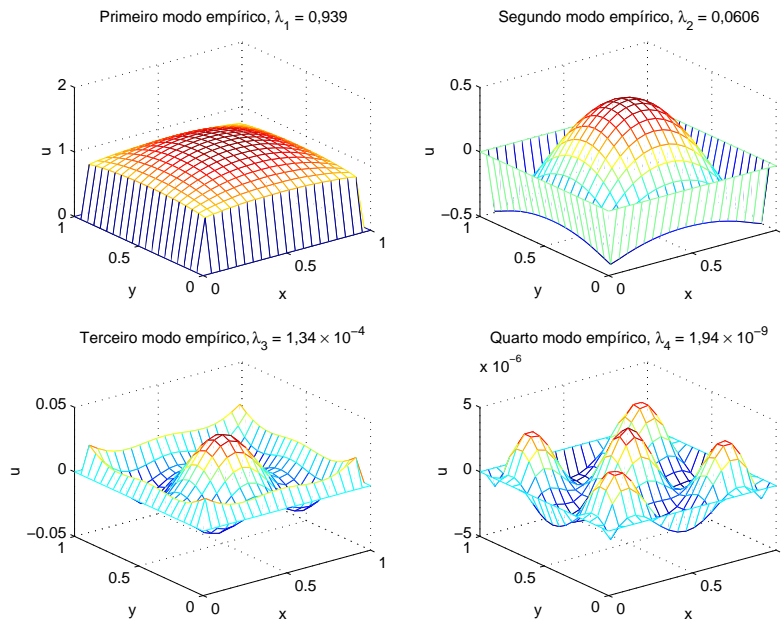 Primeiro modo empírico, λ1 = 0,939
2
1
0
u
1
0.5
0
y
0
0.5
1
x
Segundo modo empírico, λ2 = 0,0606
0.5
0
−0.5
u
1
0.5
0
y
0
0.5
x
Terceiro modo empírico, λ3 = 1,34 × 10−4
0.05
0
−0.05
u
1
0.5
0
y
0
0.5
1
x
Quarto modo empírico, λ4 = 1,94 × 10−9
x 10−6
5
0
−5
u
1
0.5
0
y
0
0.5
x